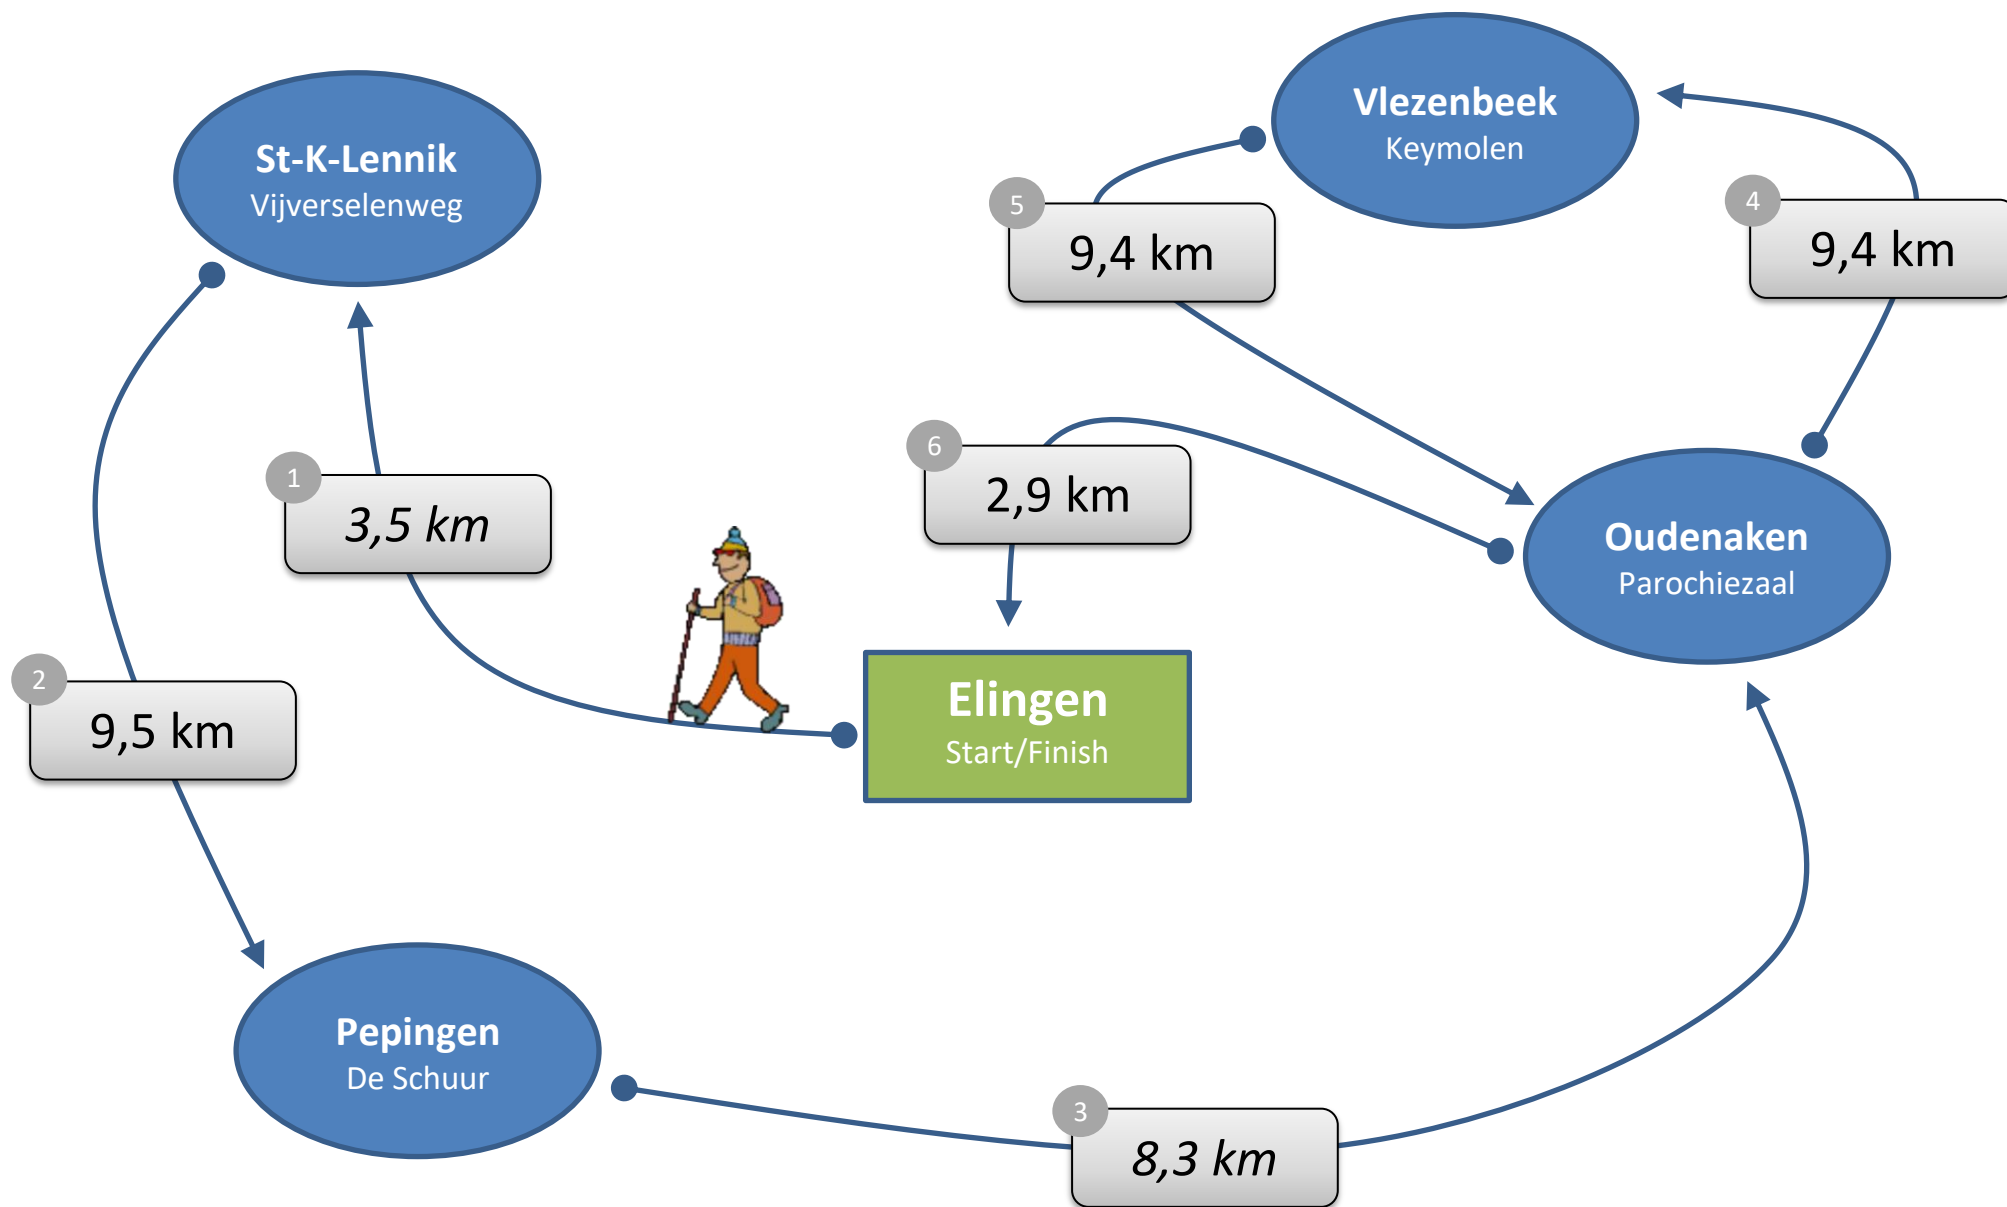 St-K-Lennik
Vijverselenweg
Vlezenbeek
Keymolen
5
9,4 km
4
9,4 km
1
3,5 km
6
2,9 km
Oudenaken
Parochiezaal
2
9,5 km
Elingen
Start/Finish
Pepingen
De Schuur
3
8,3 km